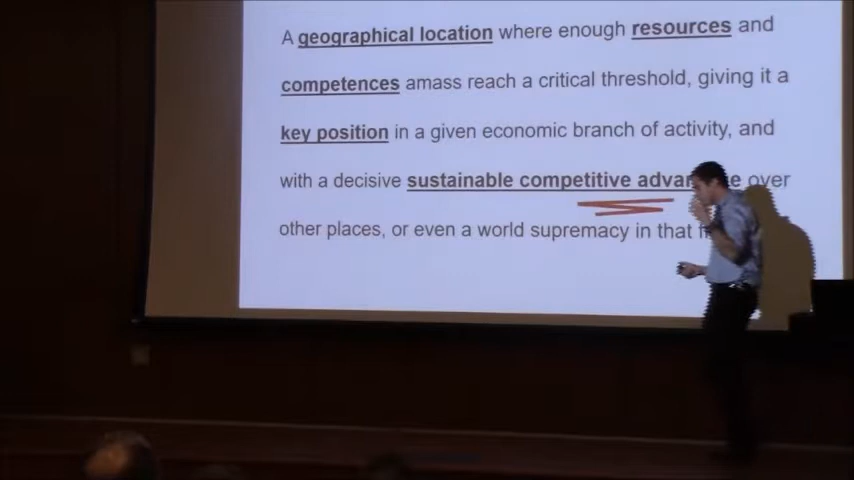 A geographical location where enough resources and
competences amass reach a critical threshold, giving it a
key position in a given economic branch of activity, and
with a decisive sustainable competitive over
other places, or even a world supremacy in that